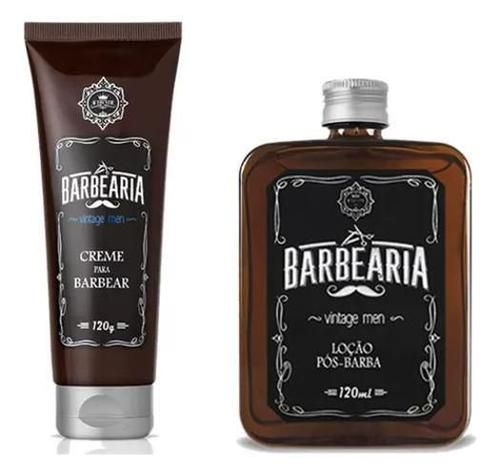 BARBEARIA
vintage men
CREME
PARA
BARBEAR
120g
BARBEARIA
vintage men
LOÇÃO
PÓS-BARBA
120ml